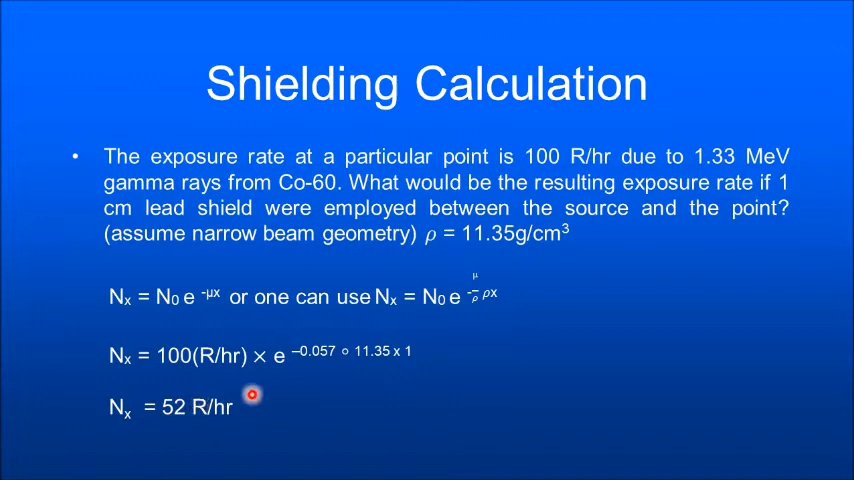 Shielding Calculation
• The exposure rate at a particular point is 100 R/hr due to 1.33 MeV
gamma rays from Co-60. What would be the resulting exposure rate if 1
cm lead shield were employed between the source and the point?
(assume narrow beam geometry) ρ = 11.35g/cm³
Nₓ = N₀ e ^-µx or one can use Nₓ = N₀ e ^-µ/ρ ρx
Nₓ = 100(R/hr) × e ^–0.057 ∘ 11.35 x 1
Nₓ = 52 R/hr